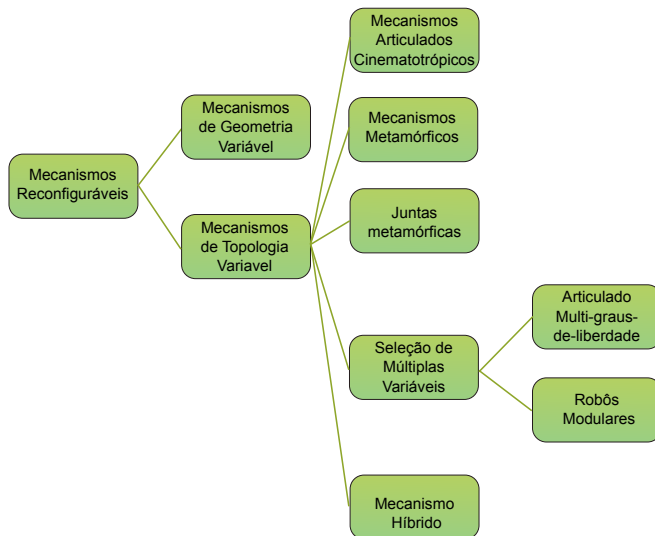 Mecanismos
Reconfiguráveis
Mecanismos
de Geometria
Variável
Mecanismos
de Topologia
Variavel
Mecanismos
Articulados
Cinematotrópicos
Mecanismos
Metamórficos
Juntas
metamórficas
Seleção de
Múltiplas
Variáveis
Mecanismo
Híbrido
Articulado
Multi-graus-
de-liberdade
Robôs
Modulares